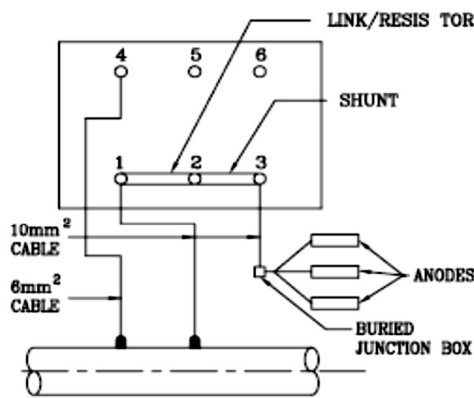 LINK/RESIS TOR
4 5 6
SHUNT
1 2 3
10mm²
CABLE
6mm²
CABLE
ANODES
BURIED
JUNCTION BOX